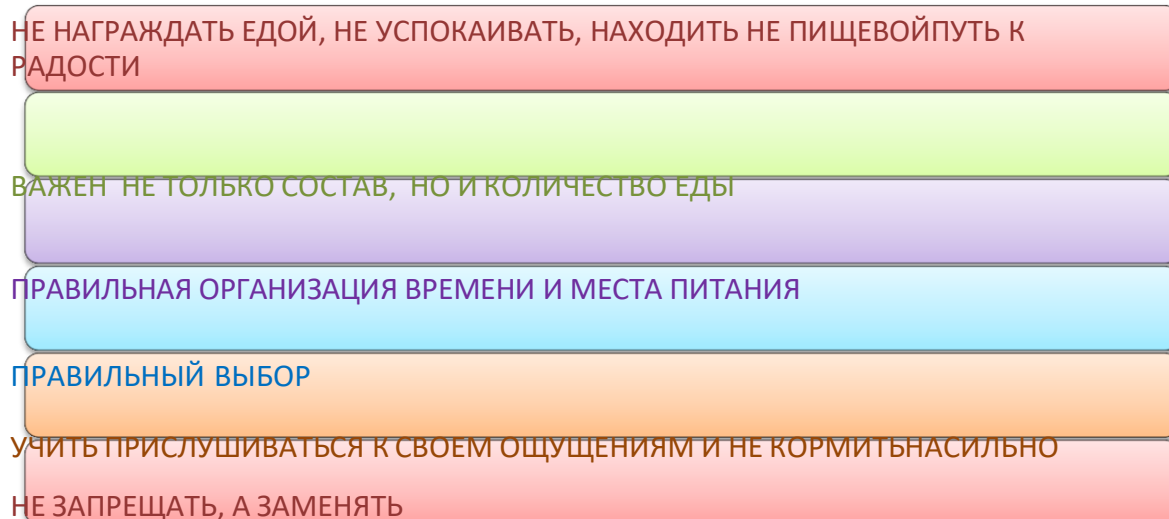 НЕ НАГРАЖДАТЬ ЕДОЙ, НЕ УСПОКАИВАТЬ, НАХОДИТЬ НЕ ПИЩЕВОЙПУТЬ К
РАДОСТИ
ВАЖЕН НЕ ТОЛЬКО СОСТАВ, НО И КОЛИЧЕСТВО ЕДЫ
ПРАВИЛЬНАЯ ОРГАНИЗАЦИЯ ВРЕМЕНИ И МЕСТА ПИТАНИЯ
ПРАВИЛЬНЫЙ ВЫБОР
УЧИТЬ ПРИСЛУШИВАТЬСЯ К СВОЕМ ОЩУЩЕНИЯМ И НЕ КОРМИТЬНАСИЛЬНО
НЕ ЗАПРЕЩАТЬ, А ЗАМЕНЯТЬ